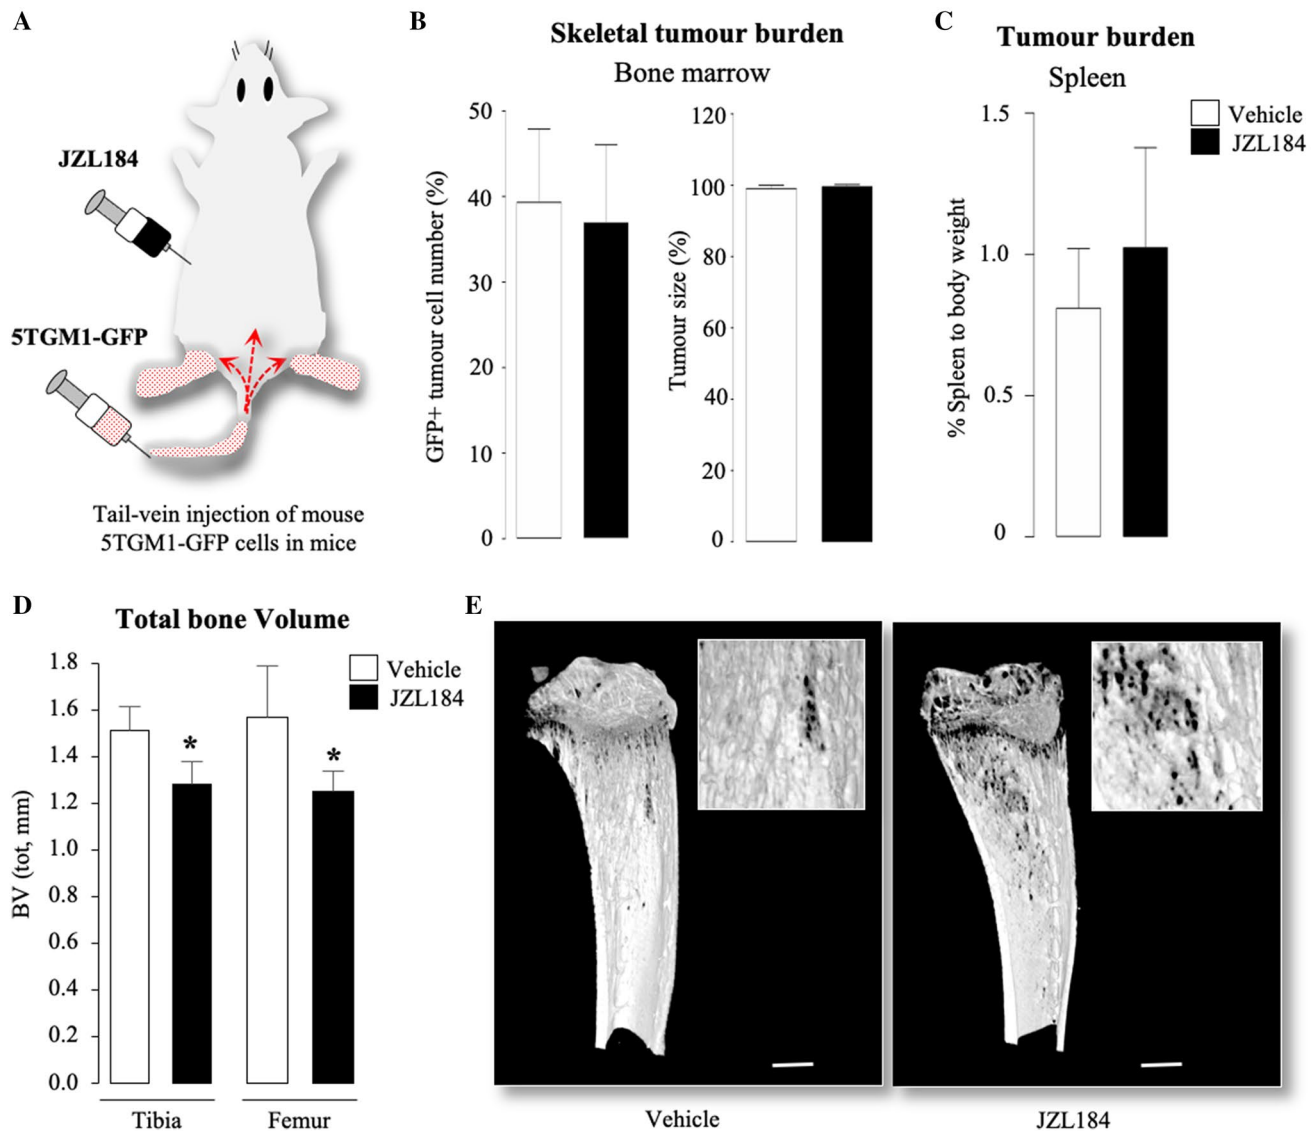 A
JZL184
5TGM1-GFP
Tail-vein injection of mouse
5TGM1-GFP cells in mice
B
Skeletal tumour burden
Bone marrow
GFP+ tumour cell number (%)
50
40
30
20
10
0
Tumour size (%)
120
100
80
60
40
20
0
C
Tumour burden
Spleen
Vehicle
JZL184
% Spleen to body weight
1.5
1.0
0.5
0
D
Total bone Volume
Vehicle
JZL184
BV (tot, mm)
1.8
1.6
1.4
1.2
1.0
0.8
0.6
0.4
0.2
0.0
*
*
Tibia
Femur
E
Vehicle
JZL184